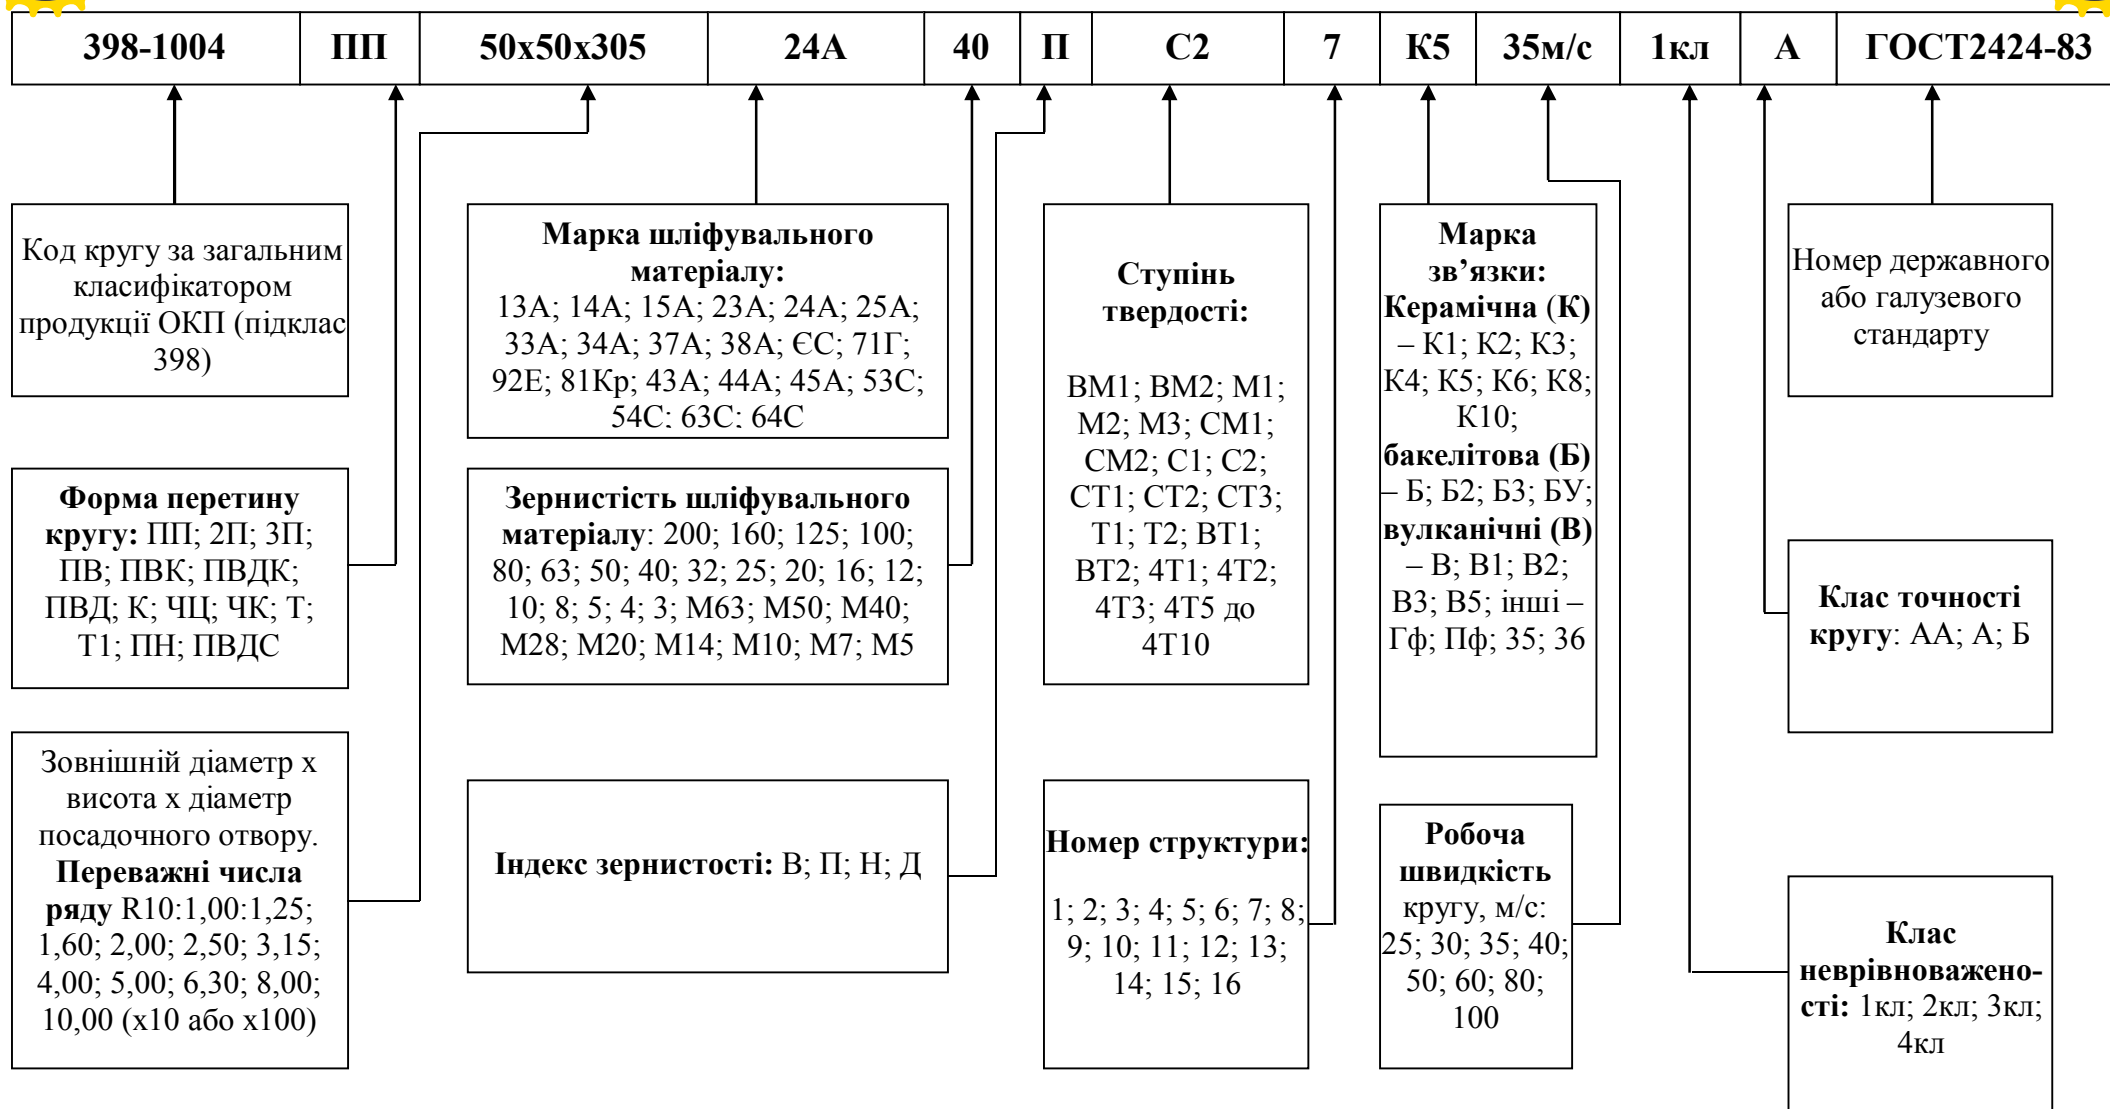 398-1004 ПП 50х50х305 24А 40 П С2 7 К5 35м/с 1кл А ГОСТ2424-83
Код кругу за загальним
класифікатором
продукції ОКП (підклас
398)
Форма перетину
кругу: ПП; 2П; 3П;
ПВ; ПВК; ПВДК;
ПВД; К; ЧЦ; ЧК; Т;
Т1; ПН; ПВДС
Зовнішній діаметр х
висота х діаметр
посадочного отвору.
Переважні числа
ряду R10:1,00:1,25;
1,60; 2,00; 2,50; 3,15;
4,00; 5,00; 6,30; 8,00;
10,00 (х10 або х100)
Марка шліфувального
матеріалу:
13А; 14А; 15А; 23А; 24А; 25А;
33А; 34А; 37А; 38А; ЄС; 71Г;
92Е; 81Кр; 43А; 44А; 45А; 53С;
54С; 63С; 64С
Зернистість шліфувального
матеріалу: 200; 160; 125; 100;
80; 63; 50; 40; 32; 25; 20; 16; 12;
10; 8; 5; 4; 3; М63; М50; М40;
М28; М20; М14; М10; М7; М5
Індекс зернистості: В; П; Н; Д
Ступінь
твердості:
ВМ1; ВМ2; М1;
М2; М3; СМ1;
СМ2; С1; С2;
СТ1; СТ2; СТ3;
Т1; Т2; ВТ1;
ВТ2; 4Т1; 4Т2;
4Т3; 4Т5 до
4Т10
Номер структури:
1; 2; 3; 4; 5; 6; 7; 8;
9; 10; 11; 12; 13;
14; 15; 16
Марка
зв’язки:
Керамічна (К)
– К1; К2; К3;
К4; К5; К6; К8;
К10;
бакелітова (Б)
– Б; Б2; Б3; БУ;
вулканічні (В)
– В; В1; В2;
В3; В5; інші –
Гф; Пф; 35; 36
Робоча
швидкість
кругу, м/с:
25; 30; 35; 40;
50; 60; 80;
100
Номер державного
або галузевого
стандарту
Клас точності
кругу: АА; А; Б
Клас
неврівноважено-
сті: 1кл; 2кл; 3кл;
4кл